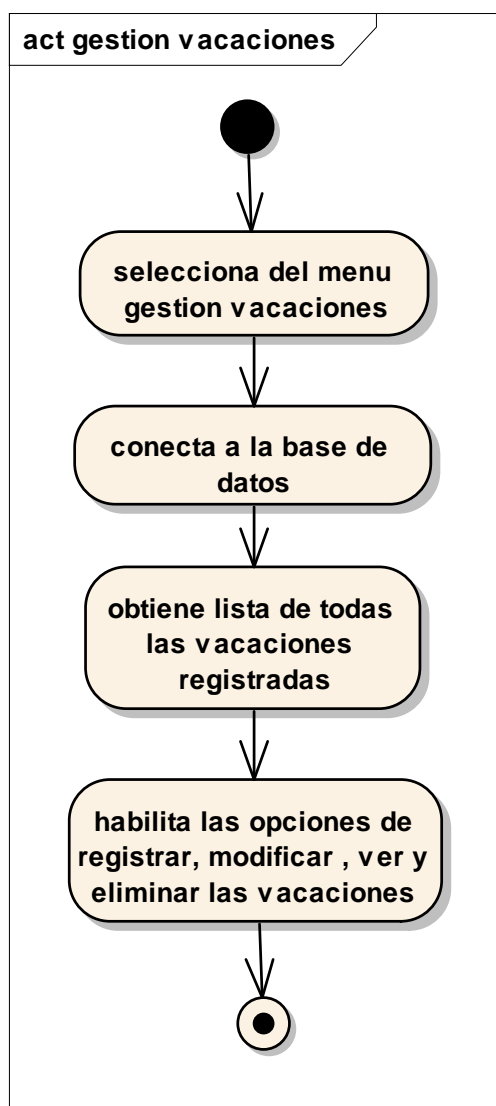 act gestion vacaciones
selecciona del menu
gestion vacaciones
conecta a la base de
datos
obtiene lista de todas
las vacaciones
registradas
habilita las opciones de
registrar, modificar , ver y
eliminar las vacaciones